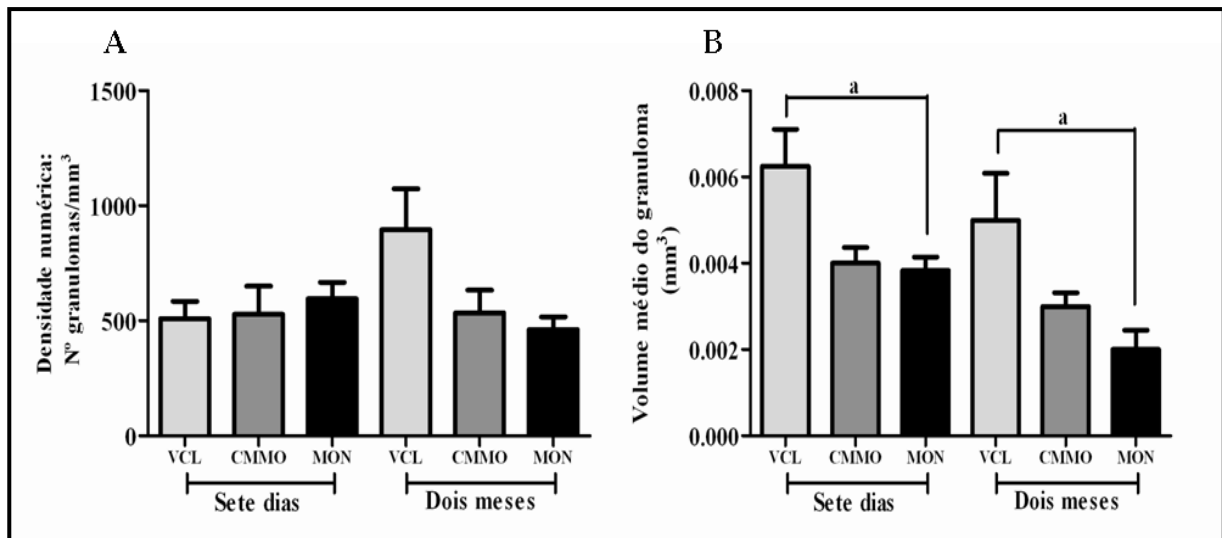 A
Densidade numérica:
Nº granulomas/mm³
1500
1000
500
0
VCL CMMO MON VCL CMMO MON
Sete dias Dois meses
B
Volume médio do granuloma
(mm³)
0.008
0.006
0.004
0.002
0.000
a
a
VCL CMMO MON VCL CMMO MON
Sete dias Dois meses